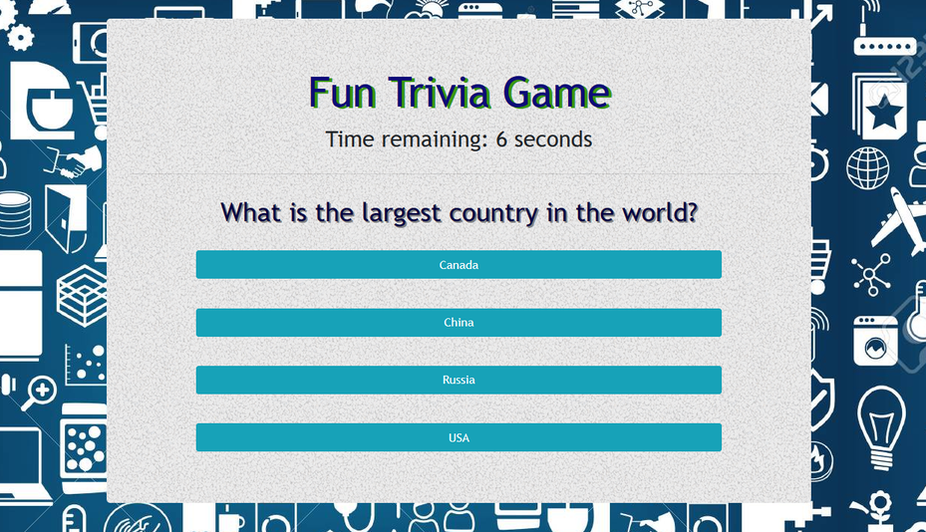 Fun Trivia Game
Time remaining: 6 seconds
What is the largest country in the world?
Canada
China
Russia
USA